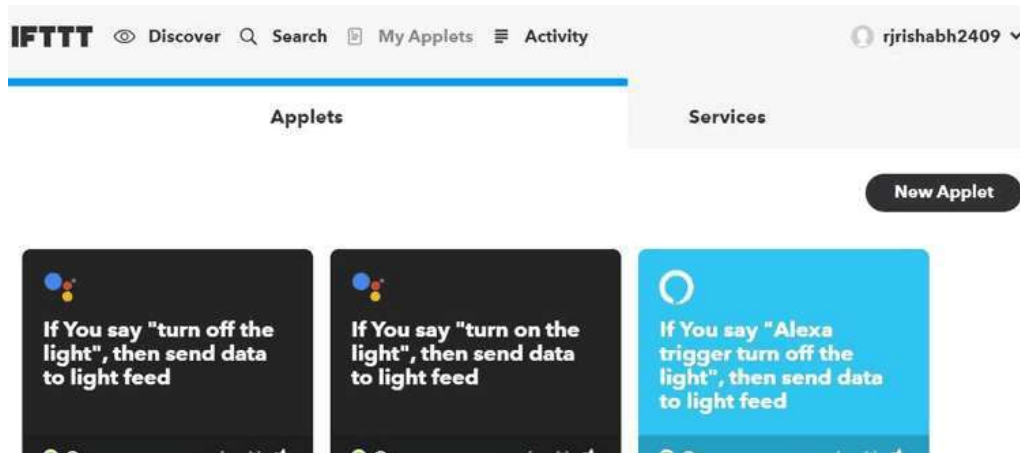 IFTTT Discover Search My Applets Activity rjrishabh2409
Applets Services
New Applet
If You say "turn off the
light", then send data
to light feed
If You say "turn on the
light", then send data
to light feed
If You say "Alexa
trigger turn off the
light", then send data
to light feed